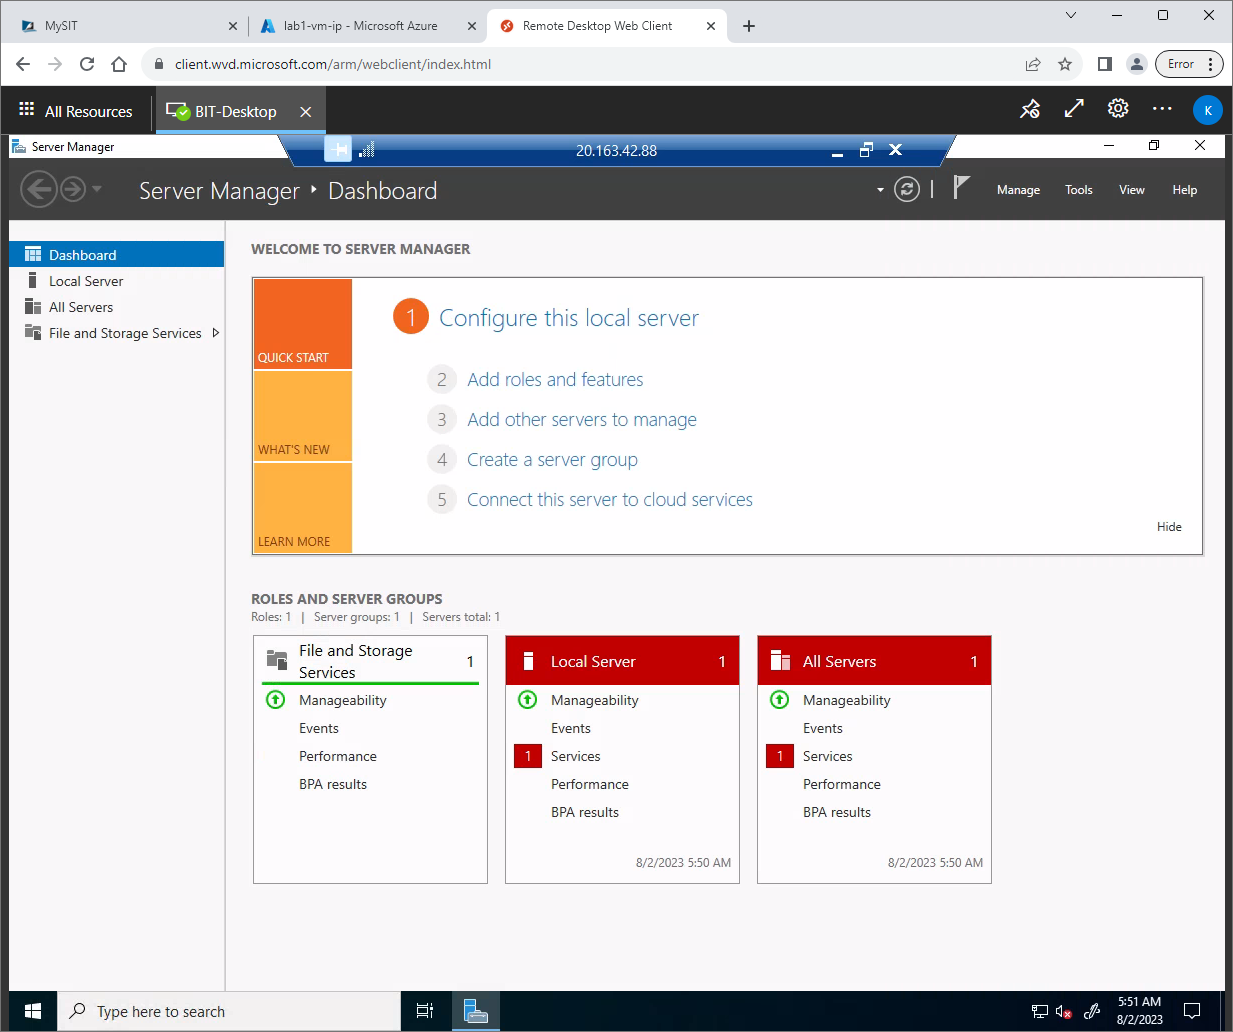 MySIT
lab1-vm-ip - Microsoft Azure
Remote Desktop Web Client
client.wvd.microsoft.com/arm/webclient/index.html
Error
All Resources
BIT-Desktop
K
Server Manager
20.163.42.88
Server Manager
Dashboard
Manage
Tools
View
Help
Dashboard
Local Server
All Servers
File and Storage Services
WELCOME TO SERVER MANAGER
QUICK START
WHAT'S NEW
LEARN MORE
1 Configure this local server
2 Add roles and features
3 Add other servers to manage
4 Create a server group
5 Connect this server to cloud services
Hide
ROLES AND SERVER GROUPS
Roles: 1 | Server groups: 1 | Servers total: 1
File and Storage
Services
1
Manageability
Events
Performance
BPA results
Local Server 1
Manageability
Events
1 Services
Performance
BPA results
8/2/2023 5:50 AM
All Servers 1
Manageability
Events
1 Services
Performance
BPA results
8/2/2023 5:50 AM
Type here to search
5:51 AM
8/2/2023